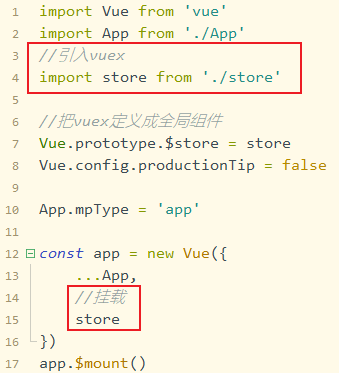 1 import Vue from 'vue'
2 import App from './App'
3 //引入vuex
4 import store from './store'
5
6 //把vuex定义成全局组件
7 Vue.prototype.$store = store
8 Vue.config.productionTip = false
9
10 App.mpType = 'app'
11
12 const app = new Vue({
13 ...App,
14 //挂载
15 store
16 })
17 app.$mount()